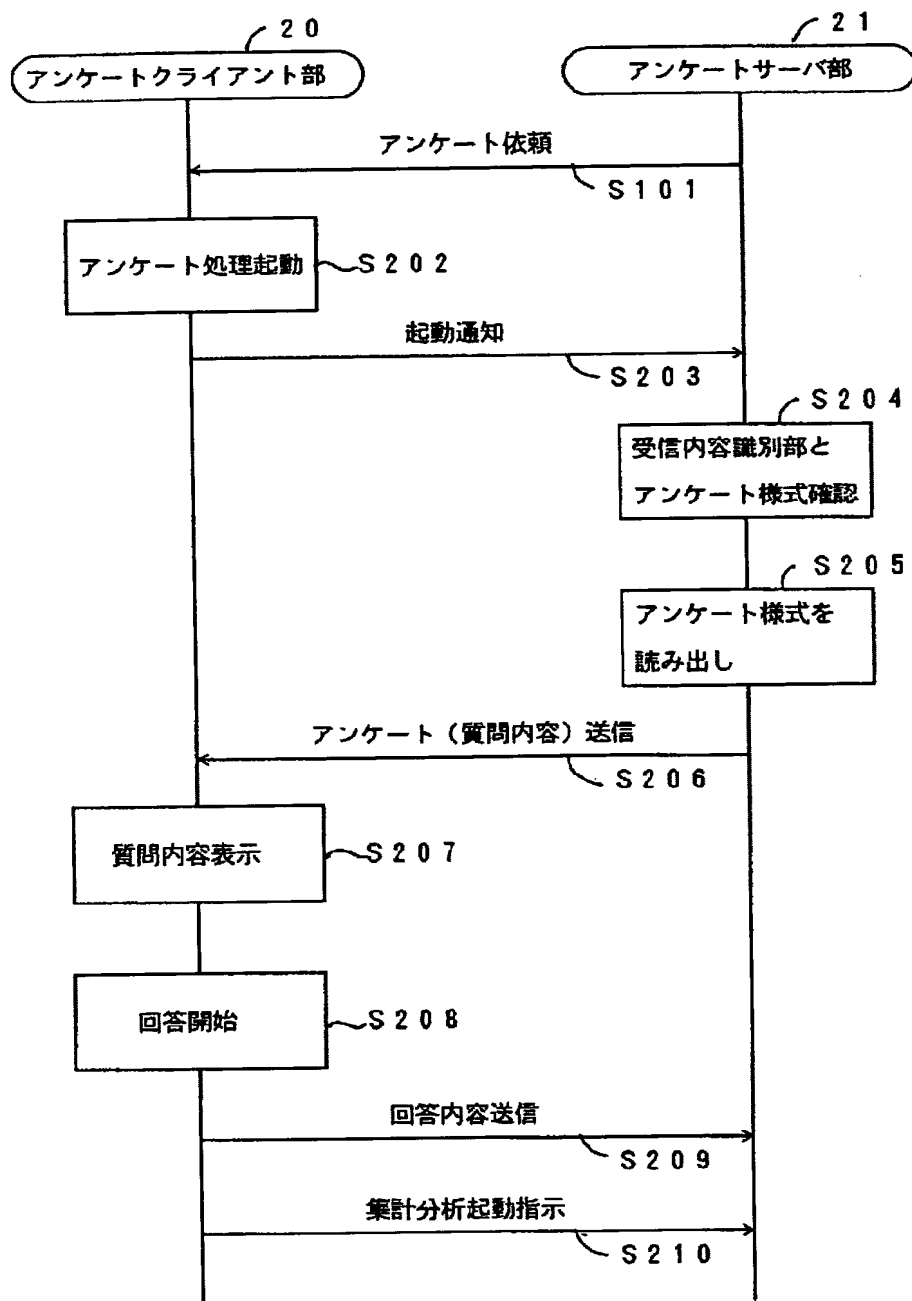 20
21
アンケートクライアント部
アンケートサーバ部
アンケート依頼
S101
アンケート処理起動
S202
起動通知
S203
S204
受信内容識別部と
アンケート様式確認
S205
アンケート様式を
読み出し
アンケート（質問内容）送信
S206
質問内容表示
S207
回答開始
S208
回答内容送信
S209
集計分析起動指示
S210